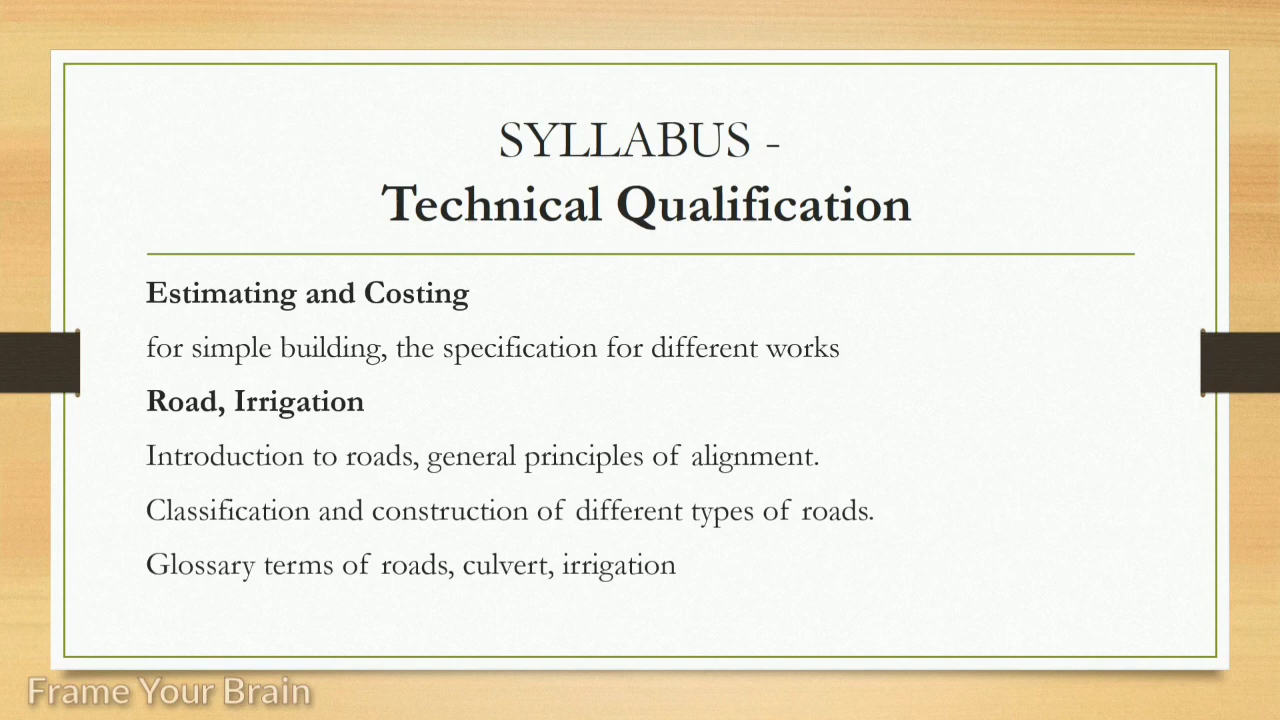 SYLLABUS -
Technical Qualification
Estimating and Costing
for simple building, the specification for different works
Road, Irrigation
Introduction to roads, general principles of alignment.
Classification and construction of different types of roads.
Glossary terms of roads, culvert, irrigation
Frame Your Brain